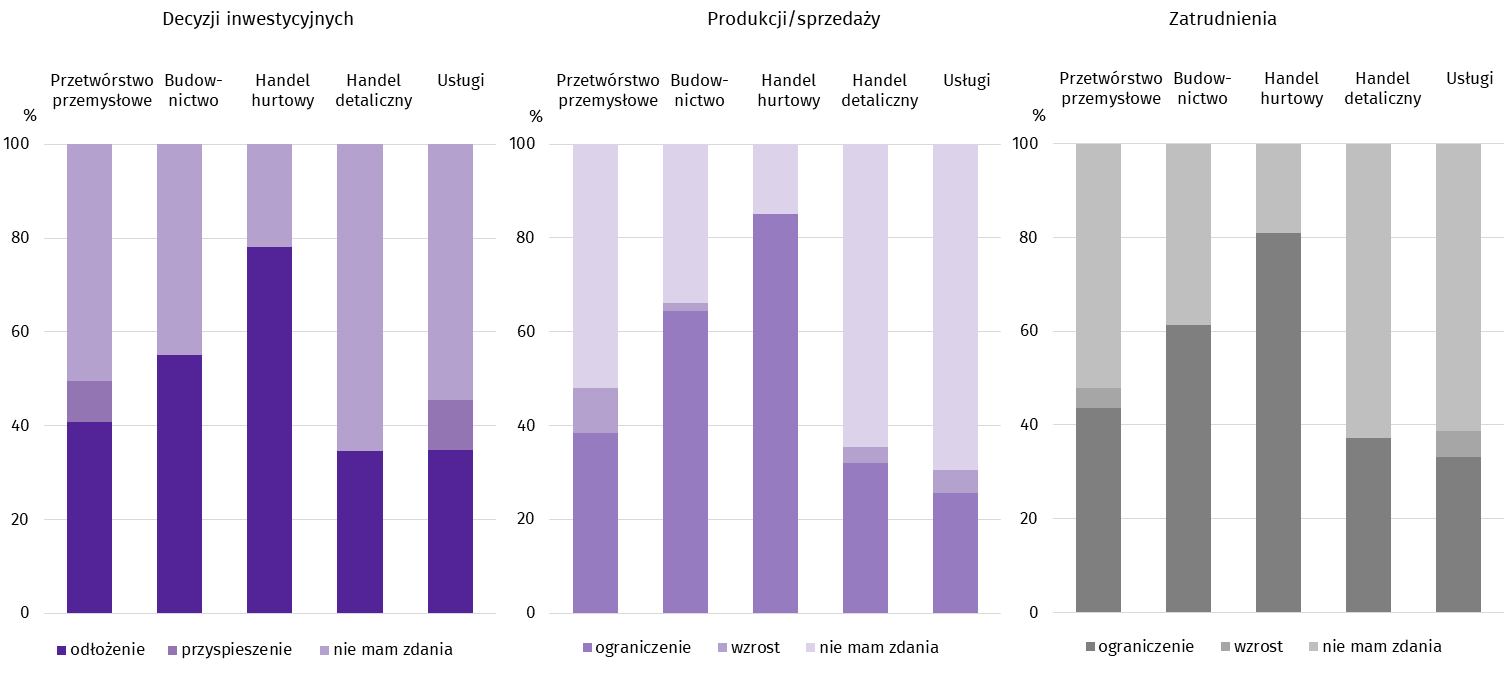 Decyzji inwestycyjnych
Przetwórstwo przemysłowe
Budow-
nictwo
Handel
hurtowy
Handel
detaliczny
Usługi
%
100
80
60
40
20
0
odłożenie przyspieszenie nie mam zdania
Produkcji/sprzedaży
Przetwórstwo
przemysłowe
Budow-
nictwo
Handel
hurtowy
Handel
detaliczny
Usługi
%
100
80
60
40
20
0
ograniczenie wzrost nie mam zdania
Zatrudnienia
Przetwórstwo
przemysłowe
Budow-
nictwo
Handel
hurtowy
Handel
detaliczny
Usługi
%
100
80
60
40
20
0
ograniczenie wzrost nie mam zdania